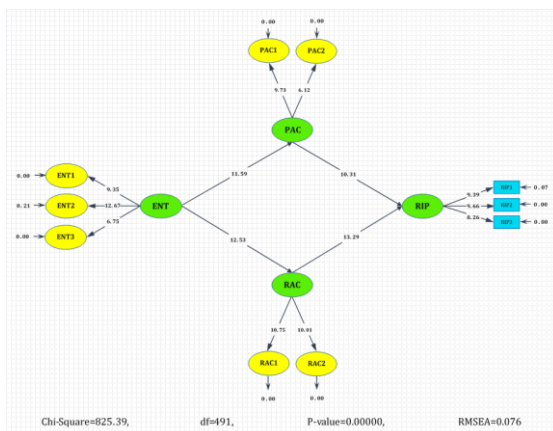 0.00 0.00
PAC1 PAC2
9.73 6.12
PAC
11.59 10.31
0.00 ENT1 9.35
0.21 ENT2 12.67 ENT
0.00 ENT3 6.75
RIP 9.39 RIP1 0.07
9.66 RIP2 0.00
8.26 RIP3 0.00
12.53 13.29
RAC
10.75 10.01
RAC1 RAC2
0.00 0.00
Chi-Square=825.39, df=491, P-value=0.00000, RMSEA=0.076